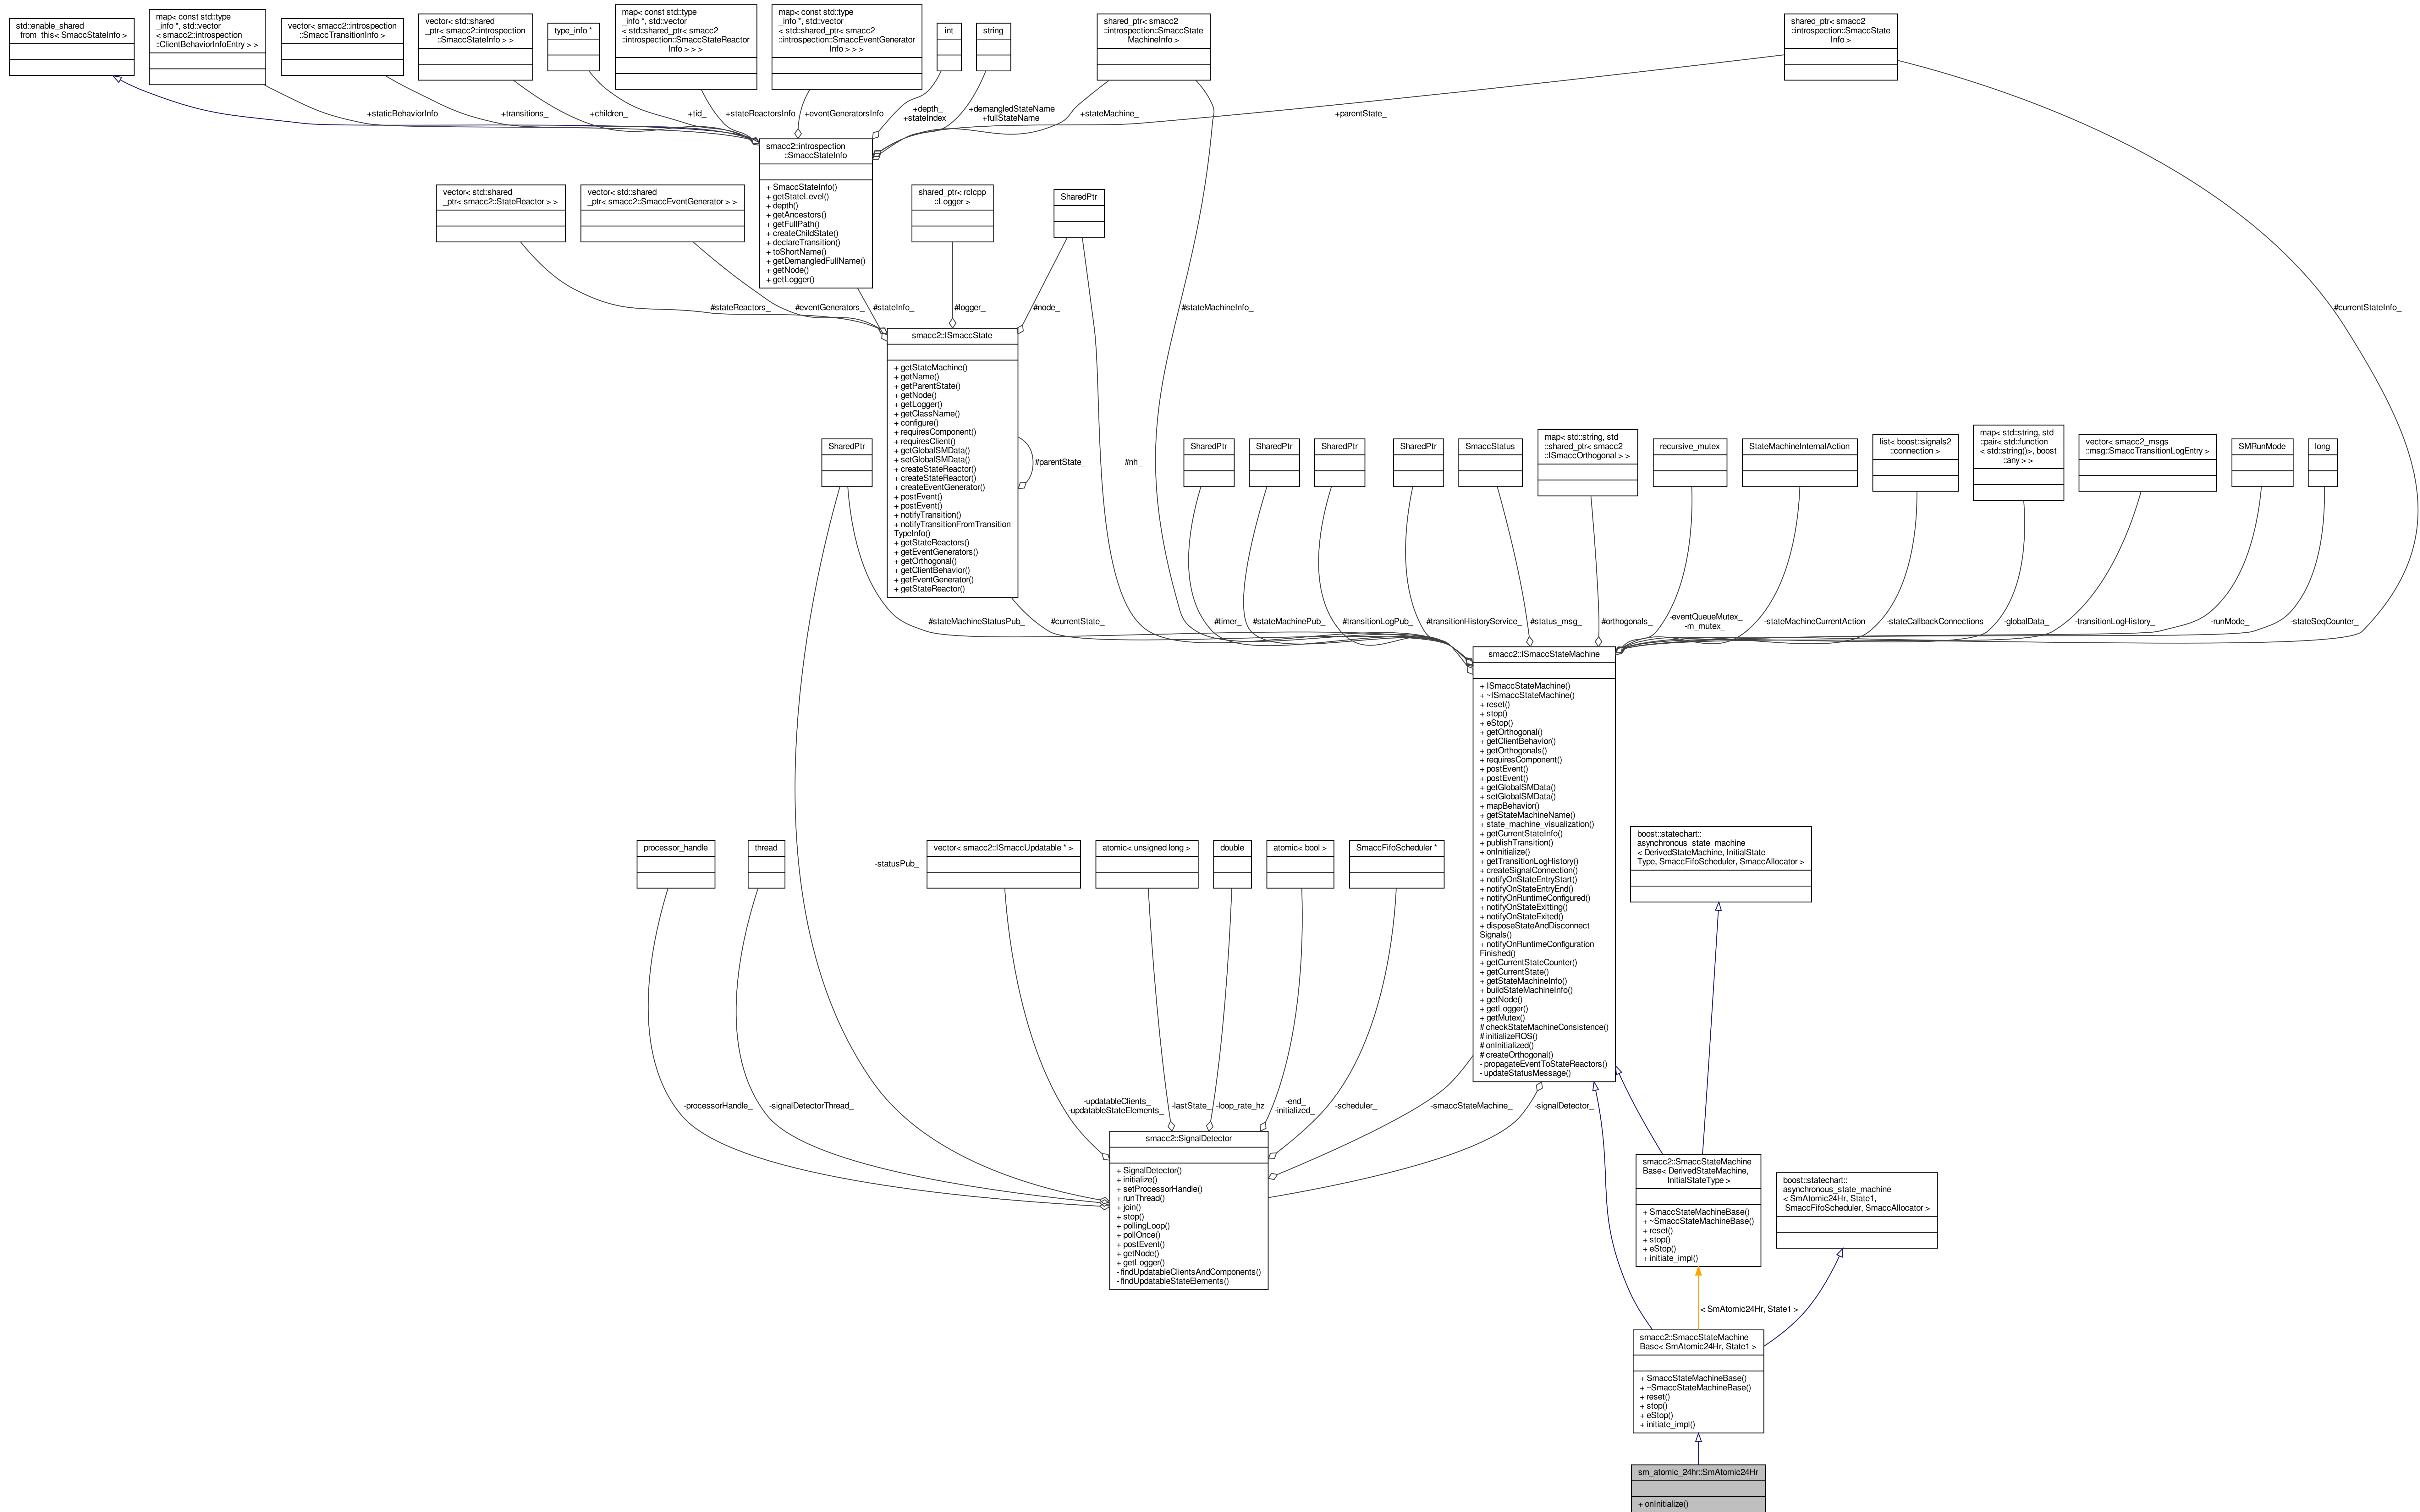 std::enable_shared
_from_this< SmaccStateInfo >
map< const std::type
_info *, std::vector
< smacc2::introspection
::ClientBehaviorInfoEntry > >
vector< smacc2::introspection
::SmaccTransitionInfo >
vector< std::shared
_ptr< smacc2::introspection
::SmaccStateInfo > >
type_info *
map< const std::type
_info *, std::vector
< std::shared_ptr< smacc2
::introspection::SmaccStateReactor
Info > > >
map< const std::type
_info *, std::vector
< std::shared_ptr< smacc2
::introspection::SmaccEventGenerator
Info > > >
int
string
shared_ptr< smacc2
::introspection::SmaccState
MachineInfo >
shared_ptr< smacc2
::introspection::SmaccState
Info >
+staticBehaviorInfo
+transitions_
+children_
+tid_
+stateReactorsInfo
+eventGeneratorsInfo
+depth_
+stateIndex_
+demangledStateName
+fullStateName
+stateMachine_
+parentState_
smacc2::introspection
::SmaccStateInfo
+ SmaccStateInfo()
+ getStateLevel()
+ depth()
+ getAncestors()
+ getFullPath()
+ createChildState()
+ declareTransition()
+ toShortName()
+ getDemangledFullName()
+ getNode()
+ getLogger()
vector< std::shared
_ptr< smacc2::StateReactor > >
vector< std::shared
_ptr< smacc2::SmaccEventGenerator > >
shared_ptr< rclcpp
::Logger >
SharedPtr
#stateReactors_
#eventGenerators_
#stateInfo_
#logger_
#node_
#stateMachineInfo_
#currentStateInfo_
smacc2::ISmaccState
+ getStateMachine()
+ getName()
+ getParentState()
+ getNode()
+ getLogger()
+ getClassName()
+ configure()
+ requiresComponent()
+ requiresClient()
+ getGlobalSMData()
+ setGlobalSMData()
+ createStateReactor()
+ createStateReactor()
+ createEventGenerator()
+ postEvent()
+ postEvent()
+ notifyTransition()
+ notifyTransitionFromTransition
TypeInfo()
+ getStateReactors()
+ getEventGenerators()
+ getOrthogonal()
+ getClientBehavior()
+ getEventGenerator()
+ getStateReactor()
#parentState_
#nh_
SharedPtr
SharedPtr
SharedPtr
SharedPtr
SharedPtr
SmaccStatus
map< std::string, std
::shared_ptr< smacc2
::ISmaccOrthogonal > >
recursive_mutex
StateMachineInternalAction
list< boost::signals2
::connection >
map< std::string, std
::pair< std::function
< std::string()>, boost
::any > >
vector< smacc2_msgs
::msg::SmaccTransitionLogEntry >
SMRunMode
long
#stateMachineStatusPub_
#currentState_
#timer_
#stateMachinePub_
#transitionLogPub_
#transitionHistoryService_
#status_msg_
#orthogonals_
-eventQueueMutex_
-m_mutex_
-stateMachineCurrentAction
-stateCallbackConnections
-globalData_
-transitionLogHistory_
-runMode_
-stateSeqCounter_
smacc2::ISmaccStateMachine
+ ISmaccStateMachine()
+ ~ISmaccStateMachine()
+ reset()
+ stop()
+ eStop()
+ getOrthogonal()
+ getClientBehavior()
+ getOrthogonals()
+ requiresComponent()
+ postEvent()
+ postEvent()
+ getGlobalSMData()
+ setGlobalSMData()
+ mapBehavior()
+ getStateMachineName()
+ state_machine_visualization()
+ getCurrentStateInfo()
+ publishTransition()
+ onInitialize()
+ getTransitionLogHistory()
+ createSignalConnection()
+ notifyOnStateEntryStart()
+ notifyOnStateEntryEnd()
+ notifyOnRuntimeConfigured()
+ notifyOnStateExitting()
+ notifyOnStateExited()
+ disposeStateAndDisconnect
Signals()
+ notifyOnRuntimeConfiguration
Finished()
+ getCurrentStateCounter()
+ getCurrentState()
+ getStateMachineInfo()
+ buildStateMachineInfo()
+ getNode()
+ getLogger()
+ getMutex()
# checkStateMachineConsistence()
# initializeROS()
# onInitialized()
# createOrthogonal()
- propagateEventToStateReactors()
- updateStatusMessage()
processor_handle
thread
-statusPub_
vector< smacc2::ISmaccUpdatable * >
atomic< unsigned long >
double
atomic< bool >
SmaccFifoScheduler *
boost::statechart::
asynchronous_state_machine
< DerivedStateMachine, InitialState
Type, SmaccFifoScheduler, SmaccAllocator >
-processorHandle_
-signalDetectorThread_
-updatableClients_
-updatableStateElements_
-lastState_
-loop_rate_hz
-end_
-initialized_
-scheduler_
-smaccStateMachine_
-signalDetector_
smacc2::SignalDetector
+ SignalDetector()
+ initialize()
+ setProcessorHandle()
+ runThread()
+ join()
+ stop()
+ pollingLoop()
+ pollOnce()
+ postEvent()
+ getNode()
+ getLogger()
- findUpdatableClientsAndComponents()
- findUpdatableStateElements()
smacc2::SmaccStateMachine
Base< DerivedStateMachine,
InitialStateType >
+ SmaccStateMachineBase()
+ ~SmaccStateMachineBase()
+ reset()
+ stop()
+ eStop()
+ initiate_impl()
boost::statechart::
asynchronous_state_machine
< SmAtomic24Hr, State1,
SmaccFifoScheduler, SmaccAllocator >
< SmAtomic24Hr, State1 >
smacc2::SmaccStateMachine
Base< SmAtomic24Hr, State1 >
+ SmaccStateMachineBase()
+ ~SmaccStateMachineBase()
+ reset()
+ stop()
+ eStop()
+ initiate_impl()
sm_atomic_24hr::SmAtomic24Hr
+ onInitialize()